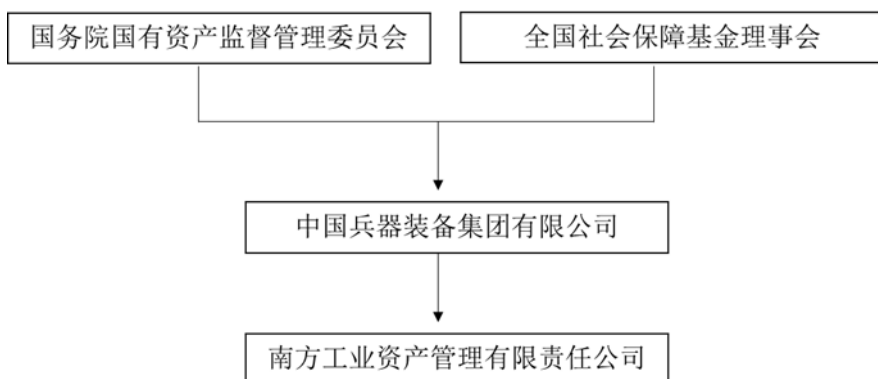 国务院国有资产监督管理委员会
全国社会保障基金理事会
中国兵器装备集团有限公司
南方工业资产管理有限责任公司